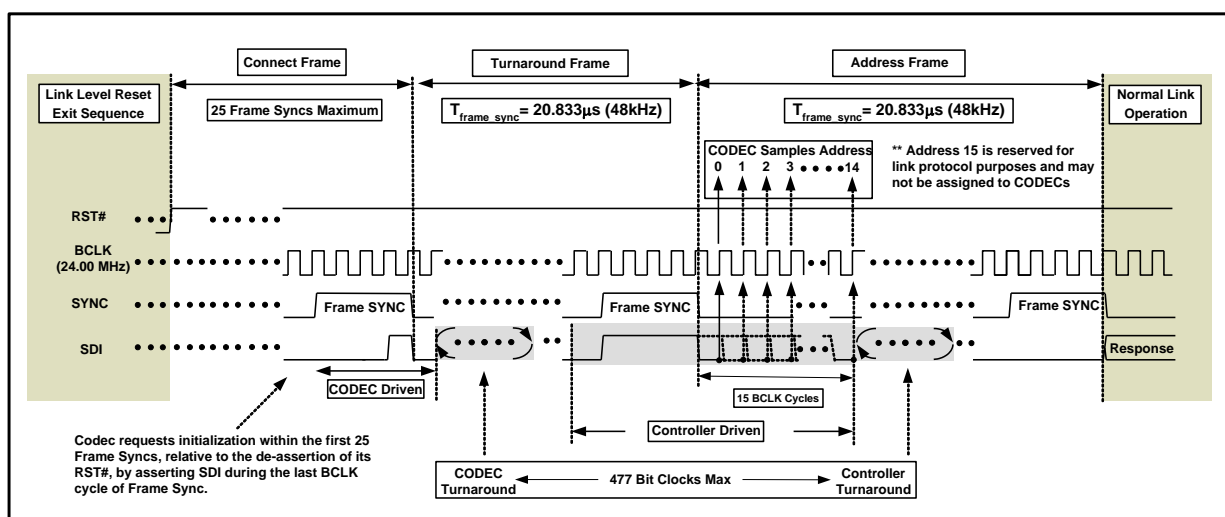 Connect Frame
Turnaround Frame
Address Frame
Link Level Reset
Exit Sequence
25 Frame Syncs Maximum
Tframe_sync= 20.833µs (48kHz)
Tframe_sync= 20.833µs (48kHz)
Normal Link
Operation
CODEC Samples Address
0 1 2 3 14
** Address 15 is reserved for
link protocol purposes and may
not be assigned to CODECs
RST#
BCLK
(24.00 MHz)
SYNC
Frame SYNC
Frame SYNC
Frame SYNC
SDI
Response
CODEC Driven
15 BCLK Cycles
Controller Driven
Codec requests initialization within the first 25
Frame Syncs, relative to the de-assertion of its
RST#, by asserting SDI during the last BCLK
cycle of Frame Sync.
CODEC
Turnaround
477 Bit Clocks Max
Controller
Turnaround